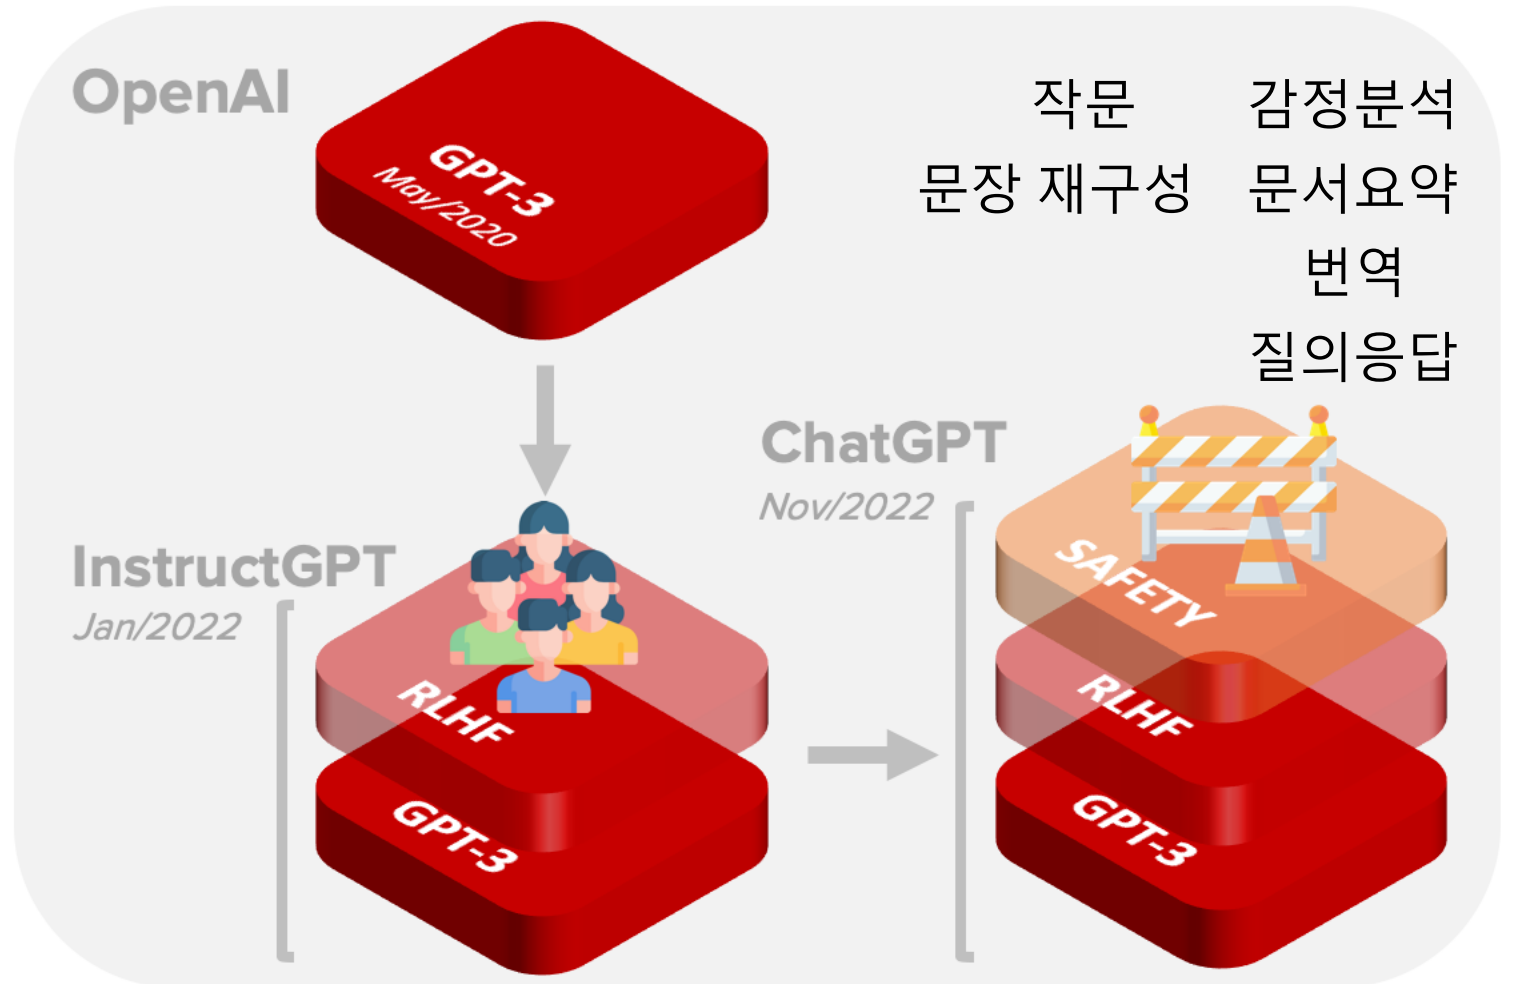 OpenAI
GPT-3
May/2020
작문 감정분석
문장 재구성 문서요약
번역
질의응답
InstructGPT
Jan/2022
RLHF
GPT-3
ChatGPT
Nov/2022
SAFETY
RLHF
GPT-3